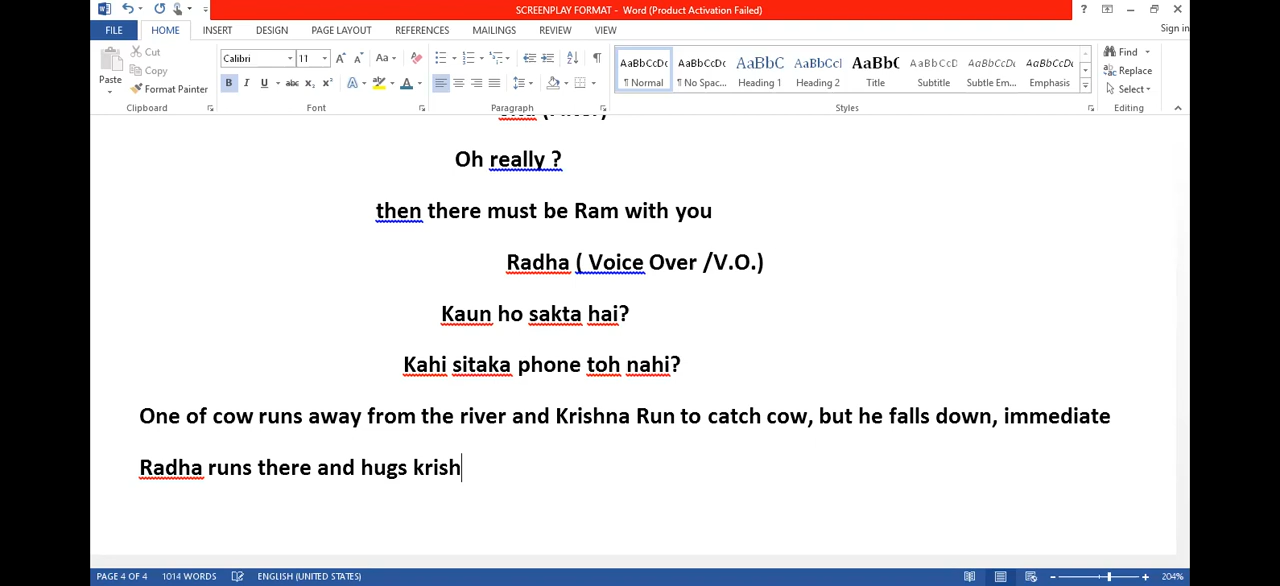 SCREENPLAY FORMAT - Word (Product Activation Failed)
FILE HOME INSERT DESIGN PAGE LAYOUT REFERENCES MAILINGS REVIEW VIEW Sign in
Cut
Copy
Format Painter
Paste
Calibri 11
Find
Replace
Select
AaBbCcDc AaBbCcDc AaBbCc AaBbCcI AaBbC AaBbCcD AaBbCcDc AaBbCcDc
¶ Normal ¶ No Spac... Heading 1 Heading 2 Title Subtitle Subtle Em... Emphasis
Clipboard Font Paragraph Styles Editing
Oh really ?
then there must be Ram with you
Radha ( Voice Over /V.O.)
Kaun ho sakta hai?
Kahi sitaka phone toh nahi?
One of cow runs away from the river and Krishna Run to catch cow, but he falls down, immediate
Radha runs there and hugs krish
PAGE 4 OF 4 1014 WORDS ENGLISH (UNITED STATES) 204%